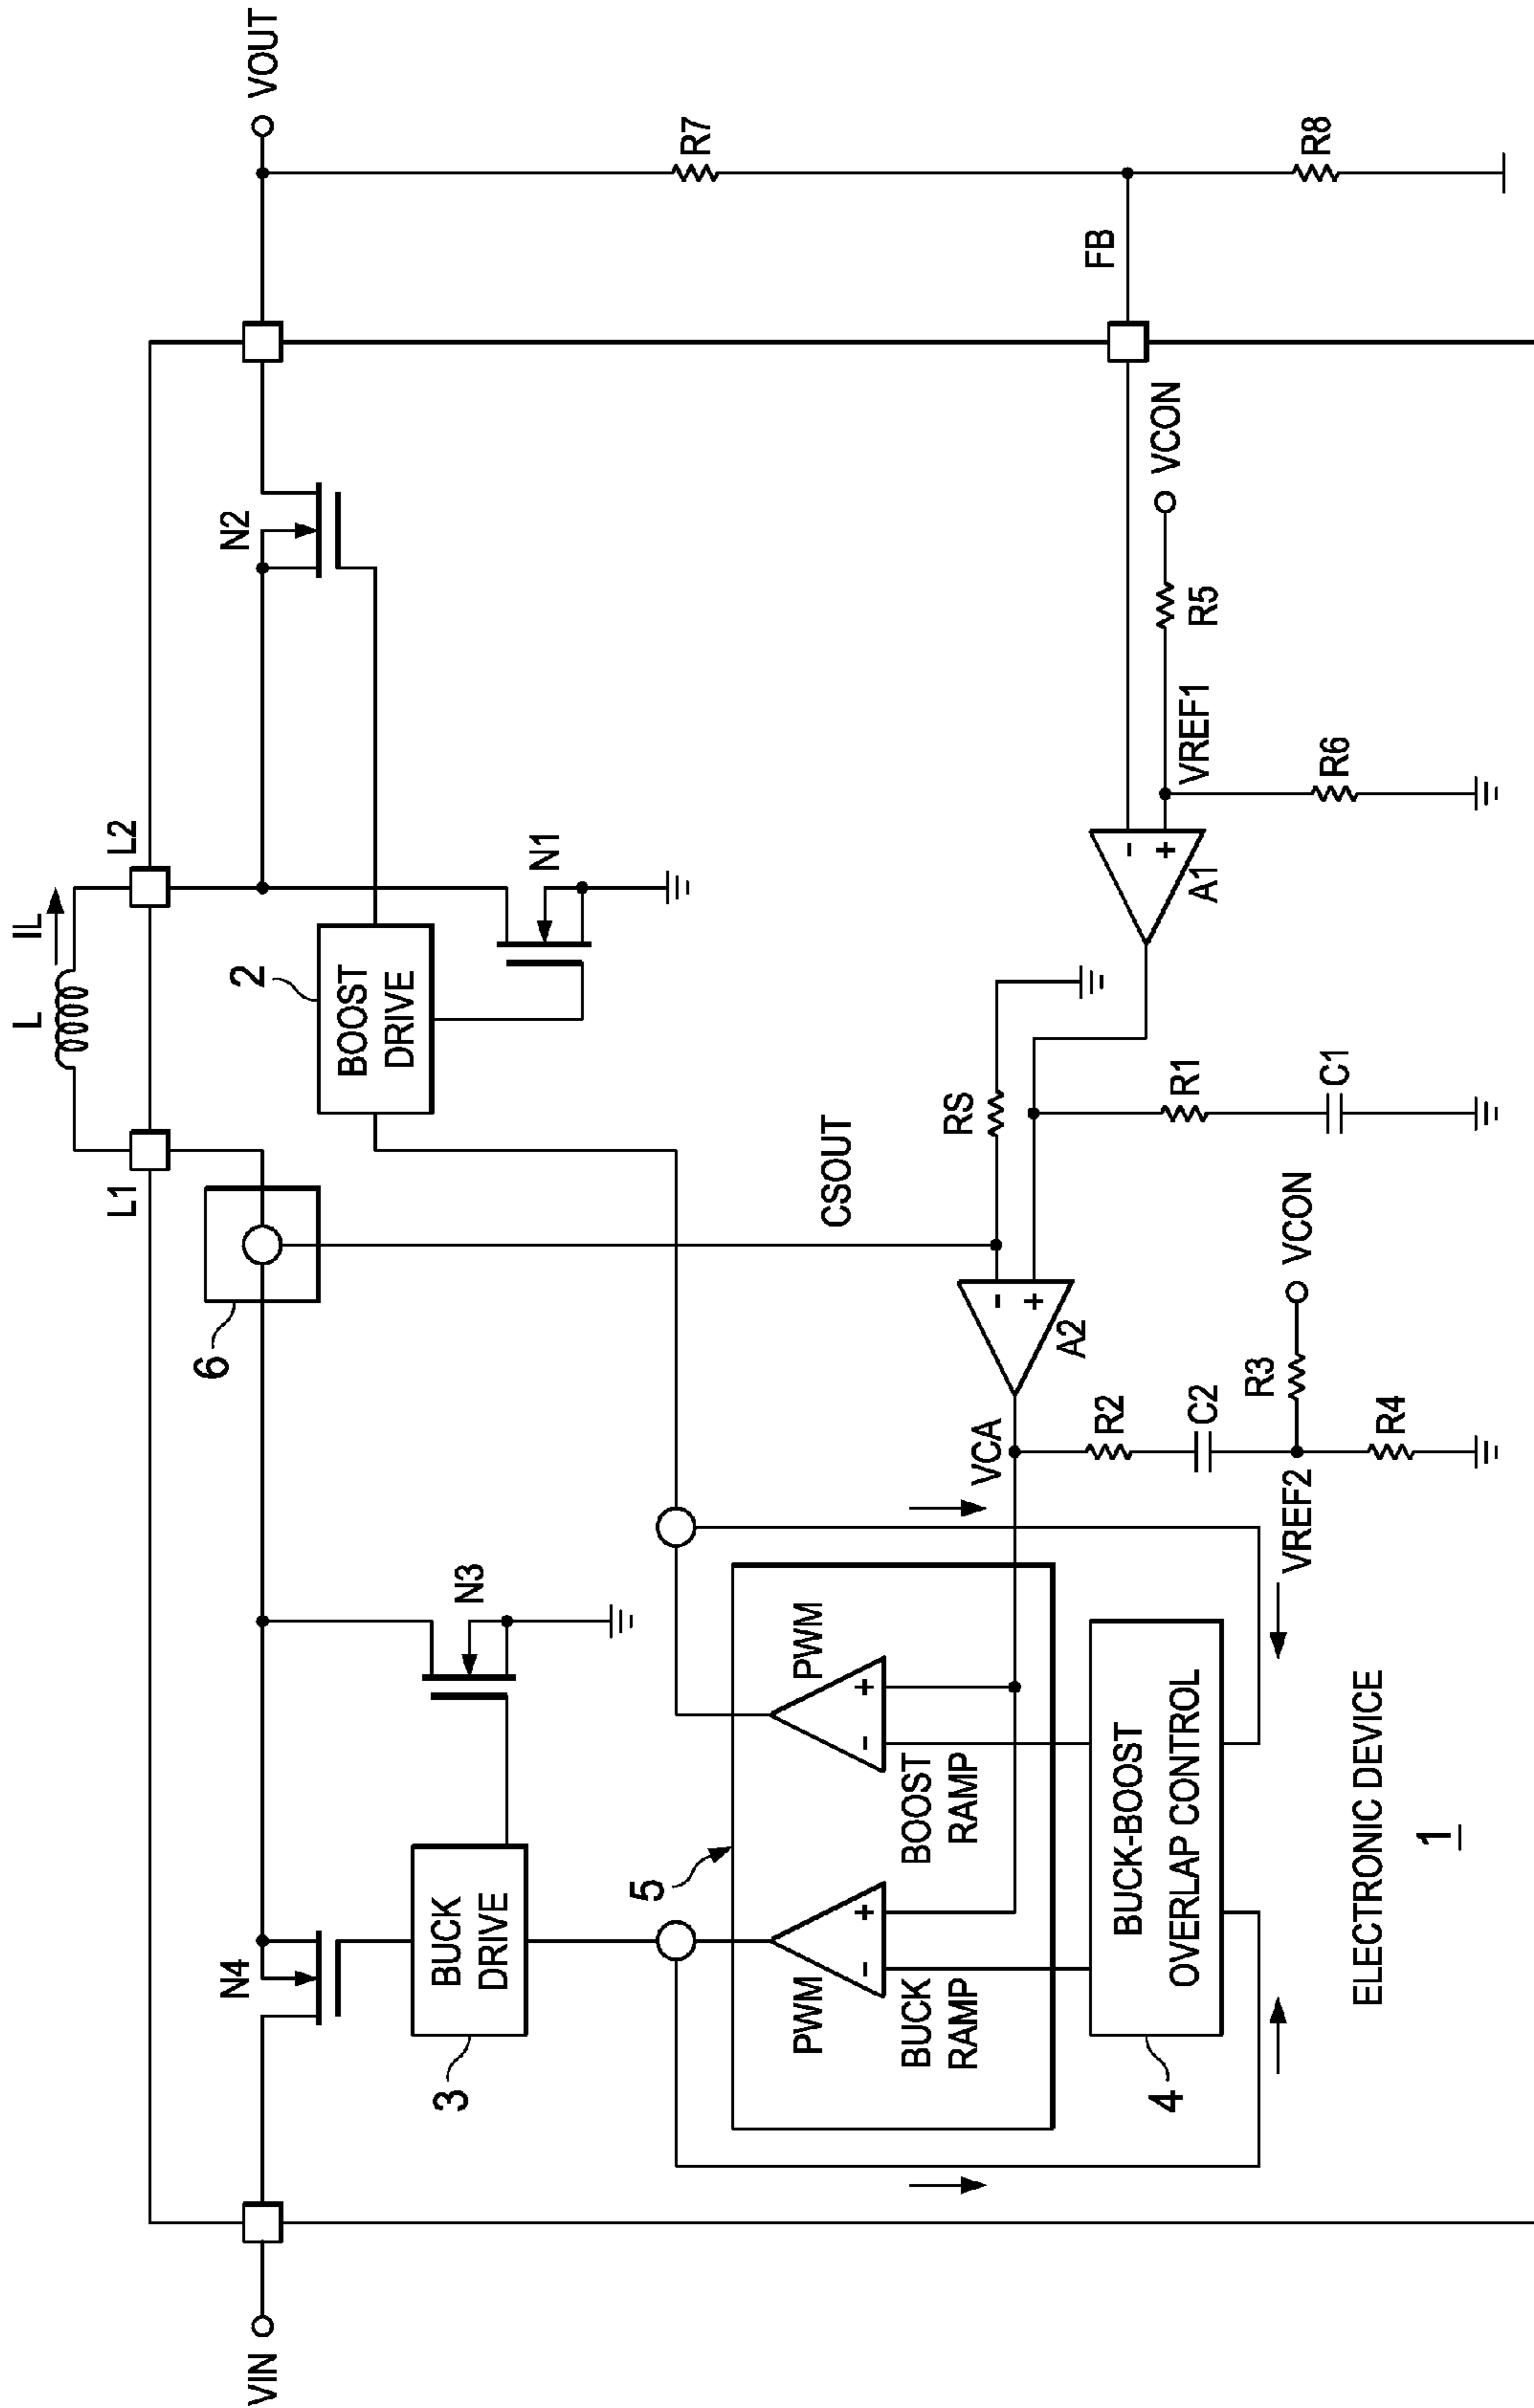 L
IL
L1
L2
VIN
N4
6
2
N2
VOUT
BUCK
DRIVE
3
N3
BOOST
DRIVE
N1
R7
5
PWM
PWM
CSOUT
BUCK
RAMP
BOOST
RAMP
VCA
RS
A2
A1
FB
BUCK-BOOST
OVERLAP CONTROL
4
R2
C2
R1
VREF1
R5
VCON
VREF2
R3
VCON
R4
C1
R6
R8
ELECTRONIC DEVICE
1
-
+
-
+
-
+
-
+